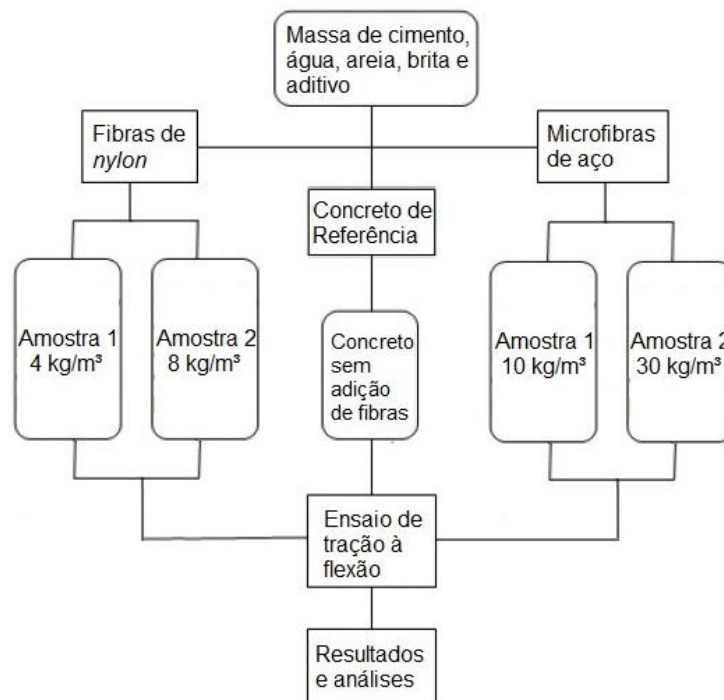 Massa de cimento,
água, areia, brita e
aditivo
Fibras de
nylon
Microfibras
de aço
Concreto de
Referência
Amostra 1
4 kg/m³
Amostra 2
8 kg/m³
Concreto
sem
adição
de fibras
Amostra 1
10 kg/m³
Amostra 2
30 kg/m³
Ensaio de
tração à
flexão
Resultados
e análises